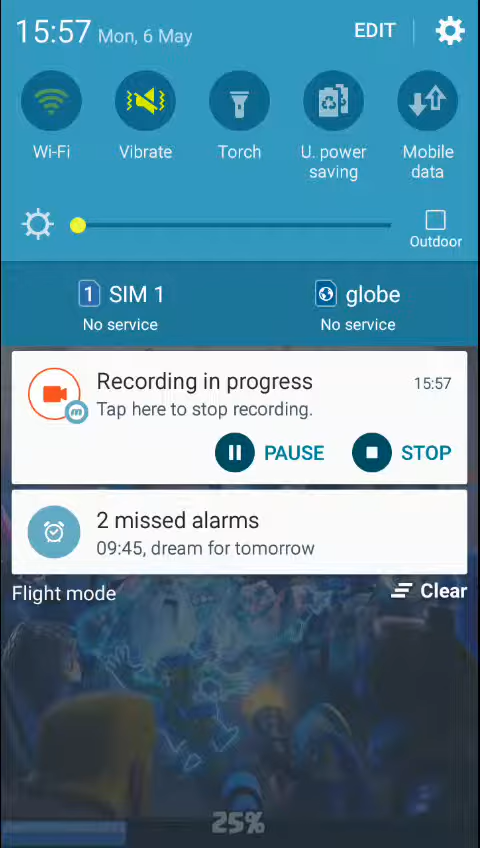 15:57 Mon, 6 May EDIT
Wi-Fi Vibrate Torch U. power saving Mobile data
Outdoor
1 SIM 1 globe
No service No service
Recording in progress 15:57
Tap here to stop recording.
m
PAUSE STOP
2 missed alarms
09:45, dream for tomorrow
Flight mode Clear
25%